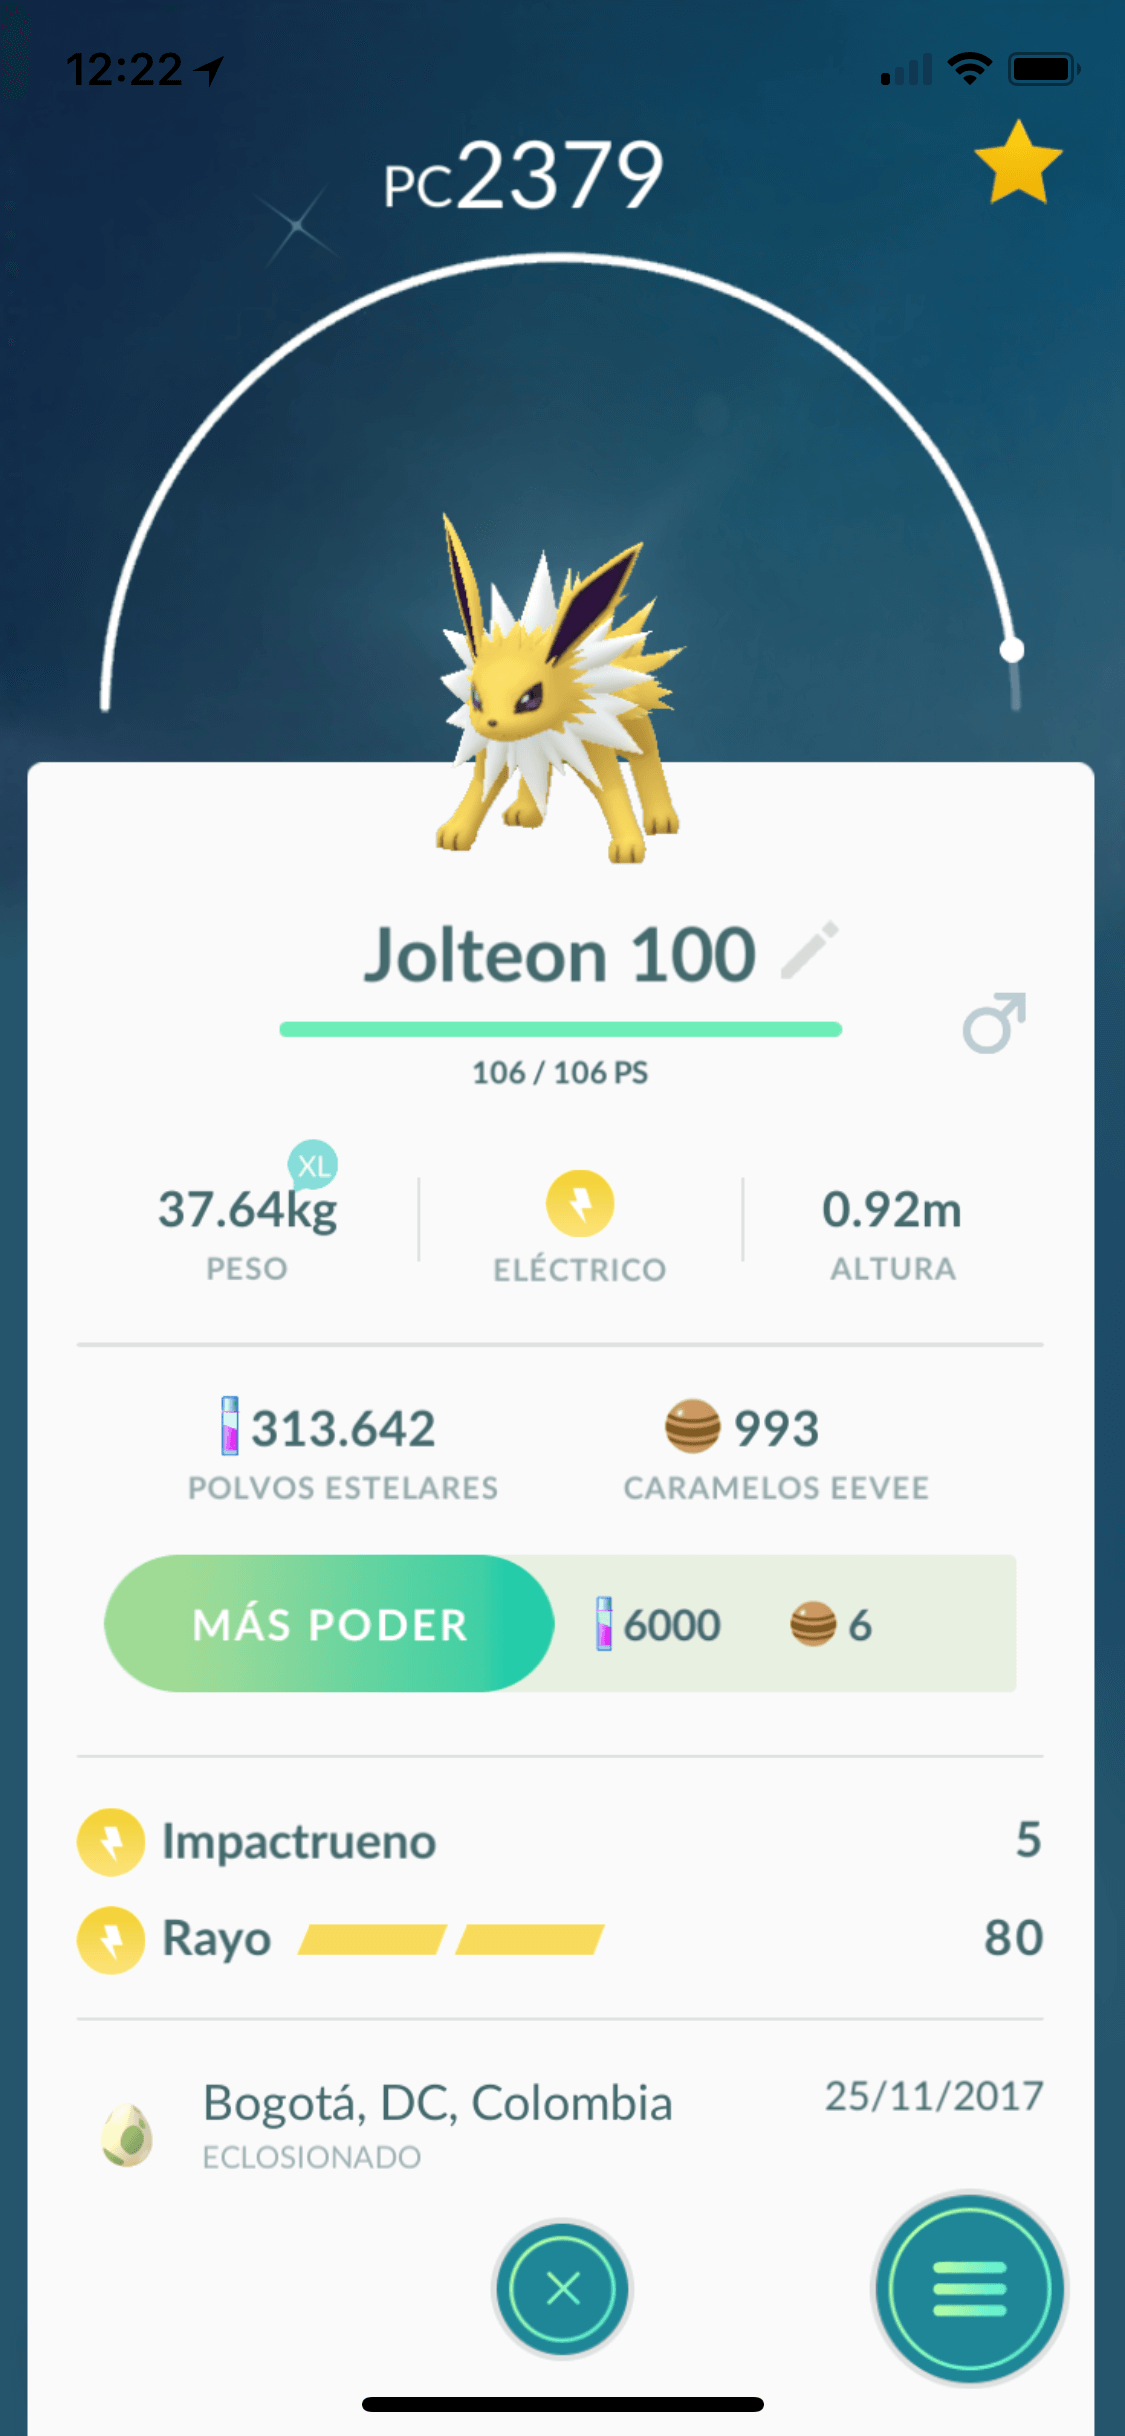 12:22
PC2379
Jolteon 100
106 / 106 PS
XL
37.64kg
PESO
ELÉCTRICO
0.92m
ALTURA
313.642
POLVOS ESTELARES
993
CARAMELOS EEVEE
MÁS PODER
6000
6
Impactrueno 5
Rayo 80
Bogotá, DC, Colombia
25/11/2017
ECLOSIONADO